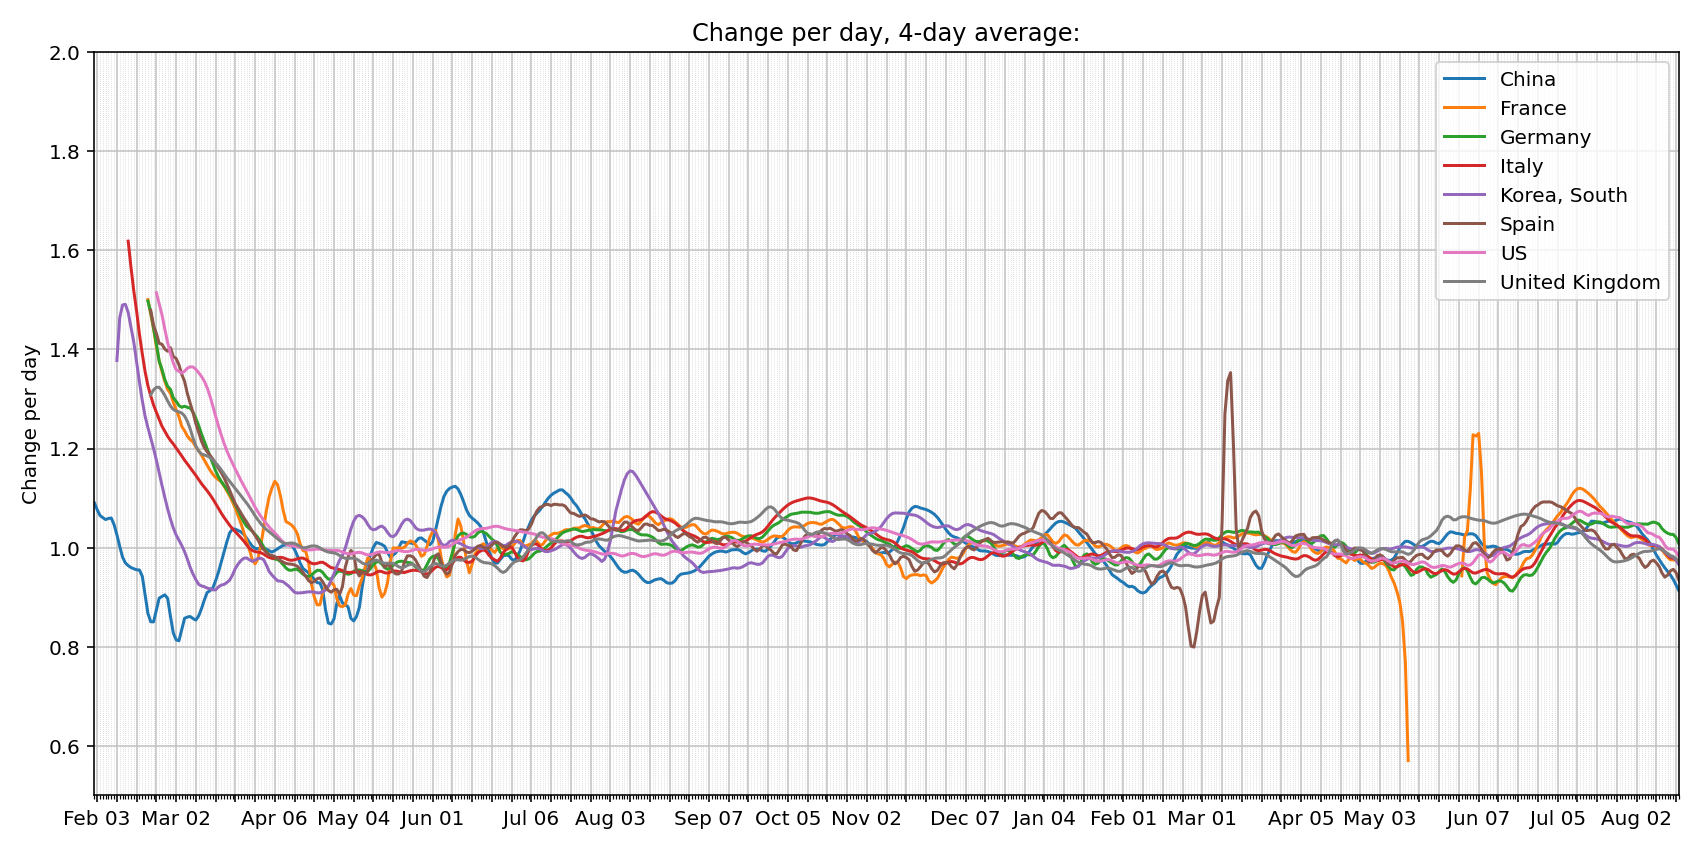 Change per day, 4-day average:
Change per day
2.0
1.8
1.6
1.4
1.2
1.0
0.8
0.6
China
France
Germany
Italy
Korea, South
Spain
US
United Kingdom
Feb 03 Mar 02 Apr 06 May 04 Jun 01 Jul 06 Aug 03 Sep 07 Oct 05 Nov 02 Dec 07 Jan 04 Feb 01 Mar 01 Apr 05 May 03 Jun 07 Jul 05 Aug 02